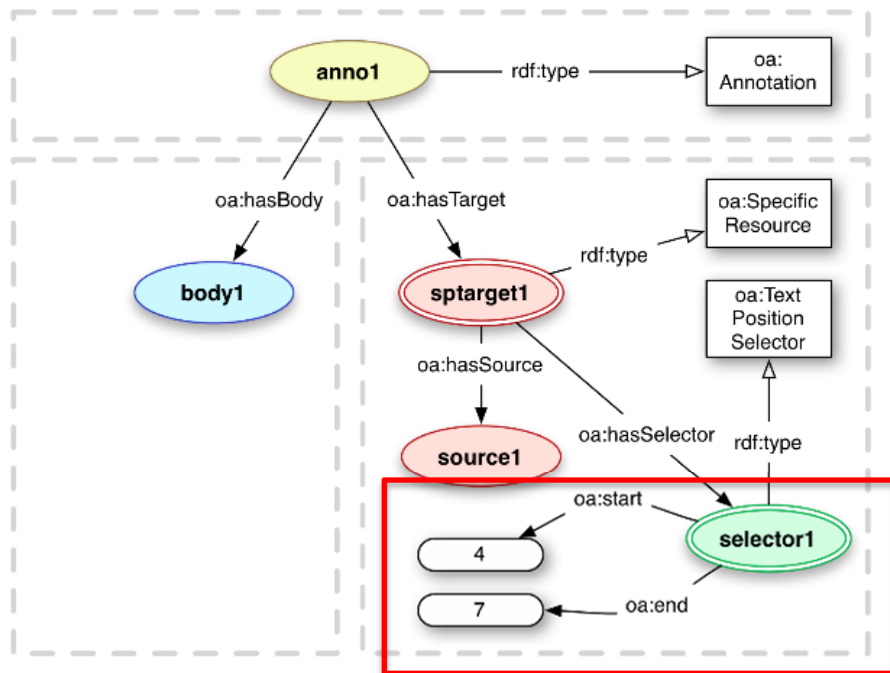 anno1
rdf:type
oa:
Annotation
oa:hasBody
oa:hasTarget
oa:Specific
Resource
rdf:type
body1
sptarget1
oa:Text
Position
Selector
oa:hasSource
oa:hasSelector
rdf:type
source1
oa:start
selector1
4
7
oa:end